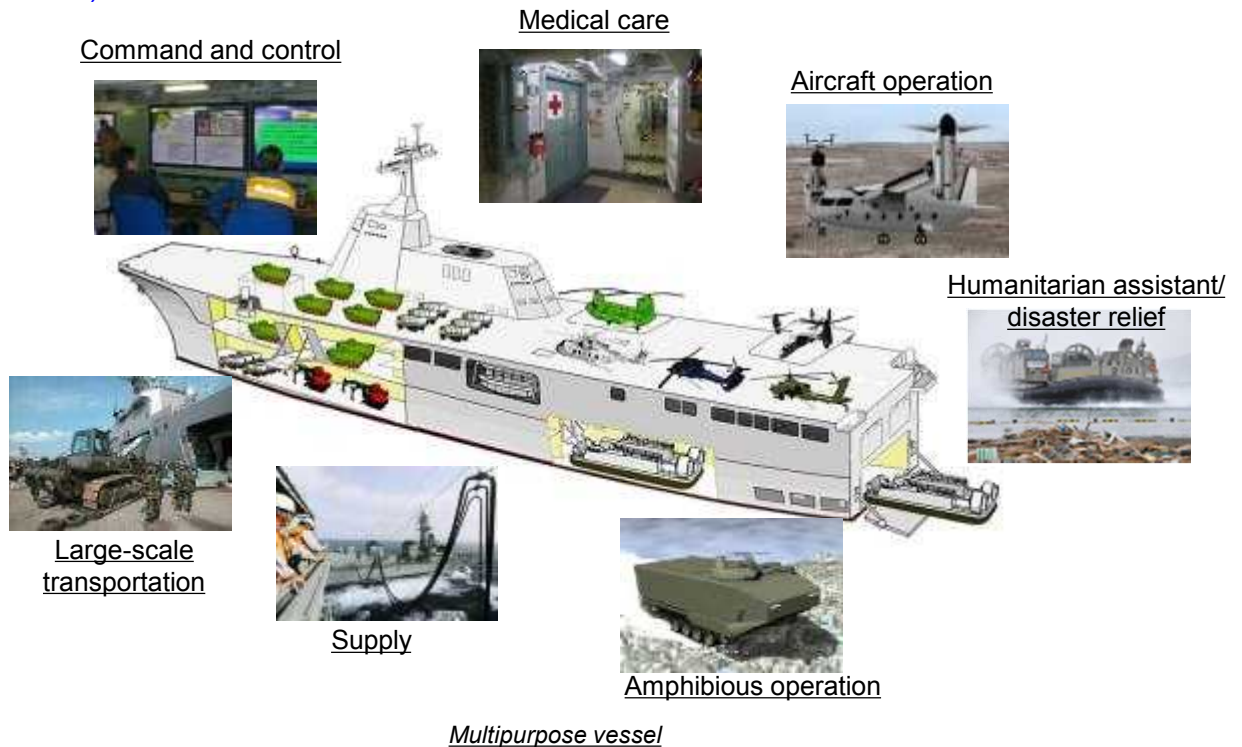 Medical care
Command and control
Aircraft operation
Humanitarian assistant/
disaster relief
Large-scale
transportation
Supply
Amphibious operation
Multipurpose vessel